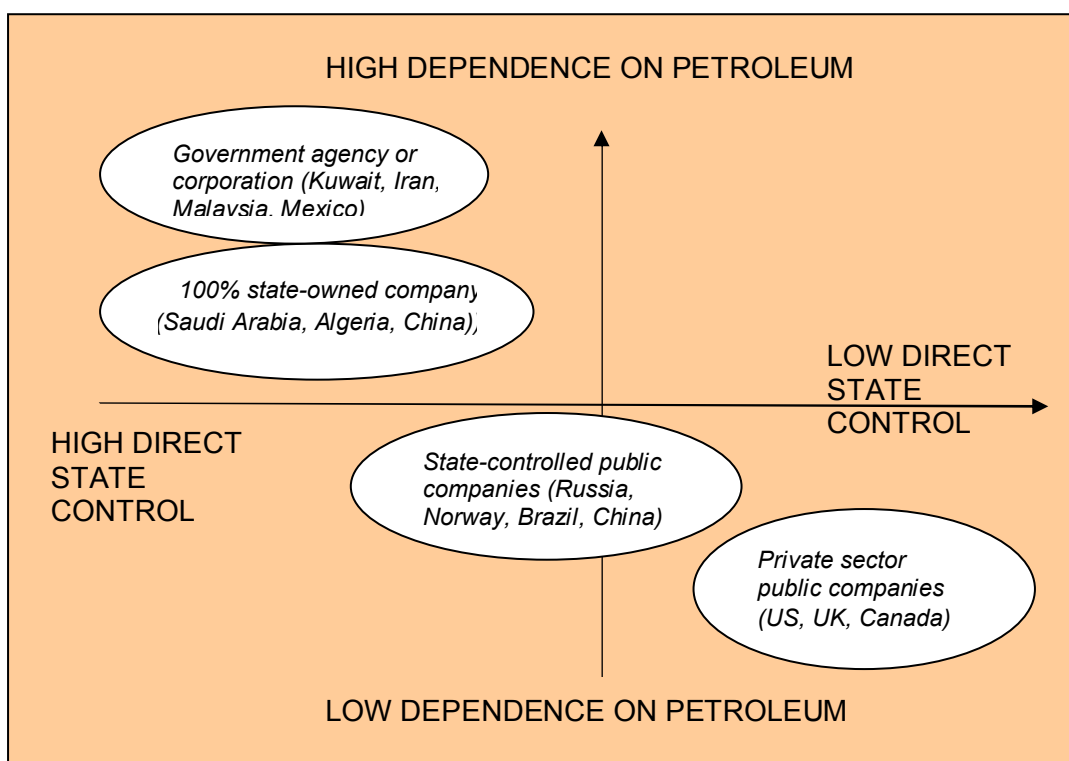 HIGH DEPENDENCE ON PETROLEUM
Government agency or
corporation (Kuwait, Iran,
Malaysia, Mexico)
100% state-owned company
(Saudi Arabia, Algeria, China))
LOW DIRECT
STATE
CONTROL
HIGH DIRECT
STATE
CONTROL
State-controlled public
companies (Russia,
Norway, Brazil, China)
Private sector
public companies
(US, UK, Canada)
LOW DEPENDENCE ON PETROLEUM